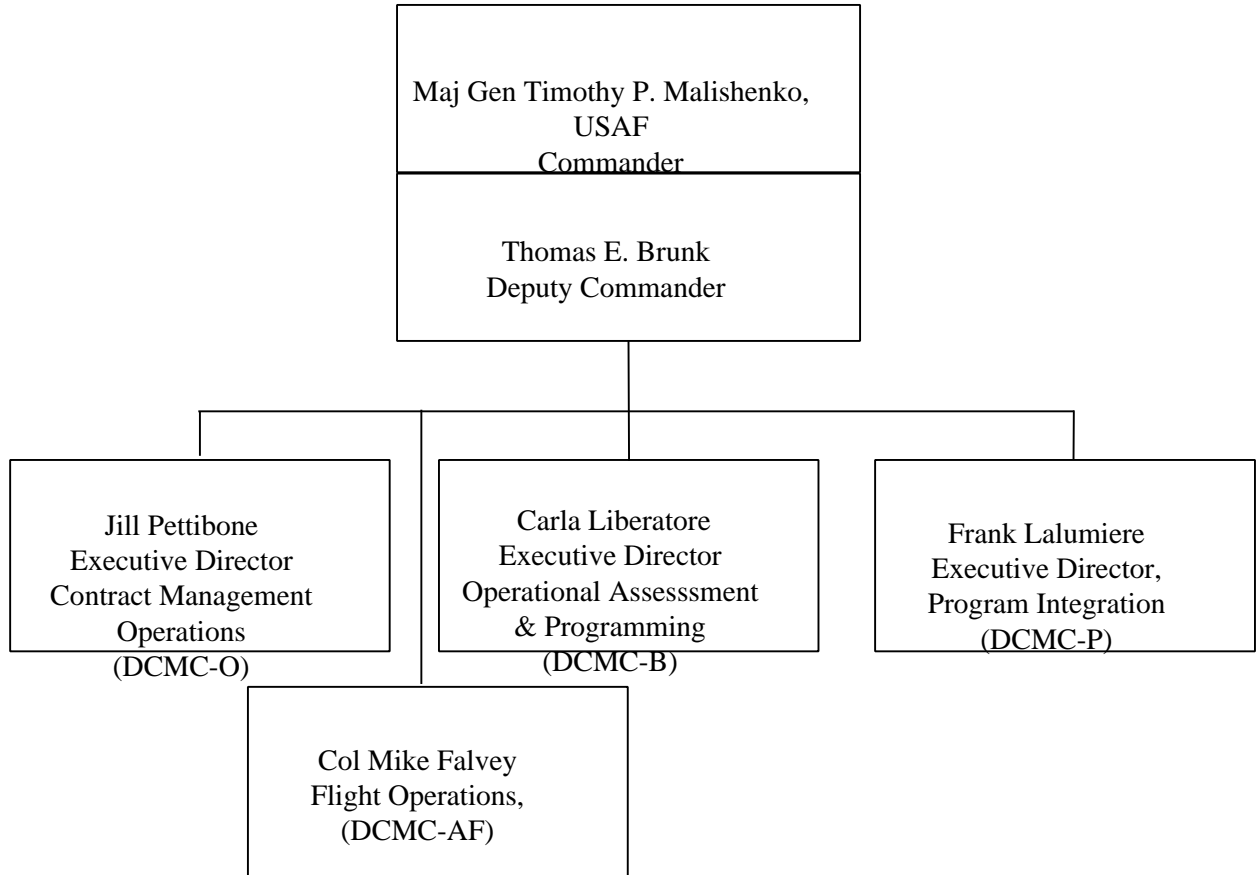 Maj Gen Timothy P. Malishenko,
USAF
Commander
Thomas E. Brunk
Deputy Commander
Jill Pettibone
Executive Director
Contract Management
Operations
(DCMC-O)
Carla Liberatore
Executive Director
Operational Assesssment
& Programming
(DCMC-B)
Frank Lalumiere
Executive Director,
Program Integration
(DCMC-P)
Col Mike Falvey
Flight Operations,
(DCMC-AF)